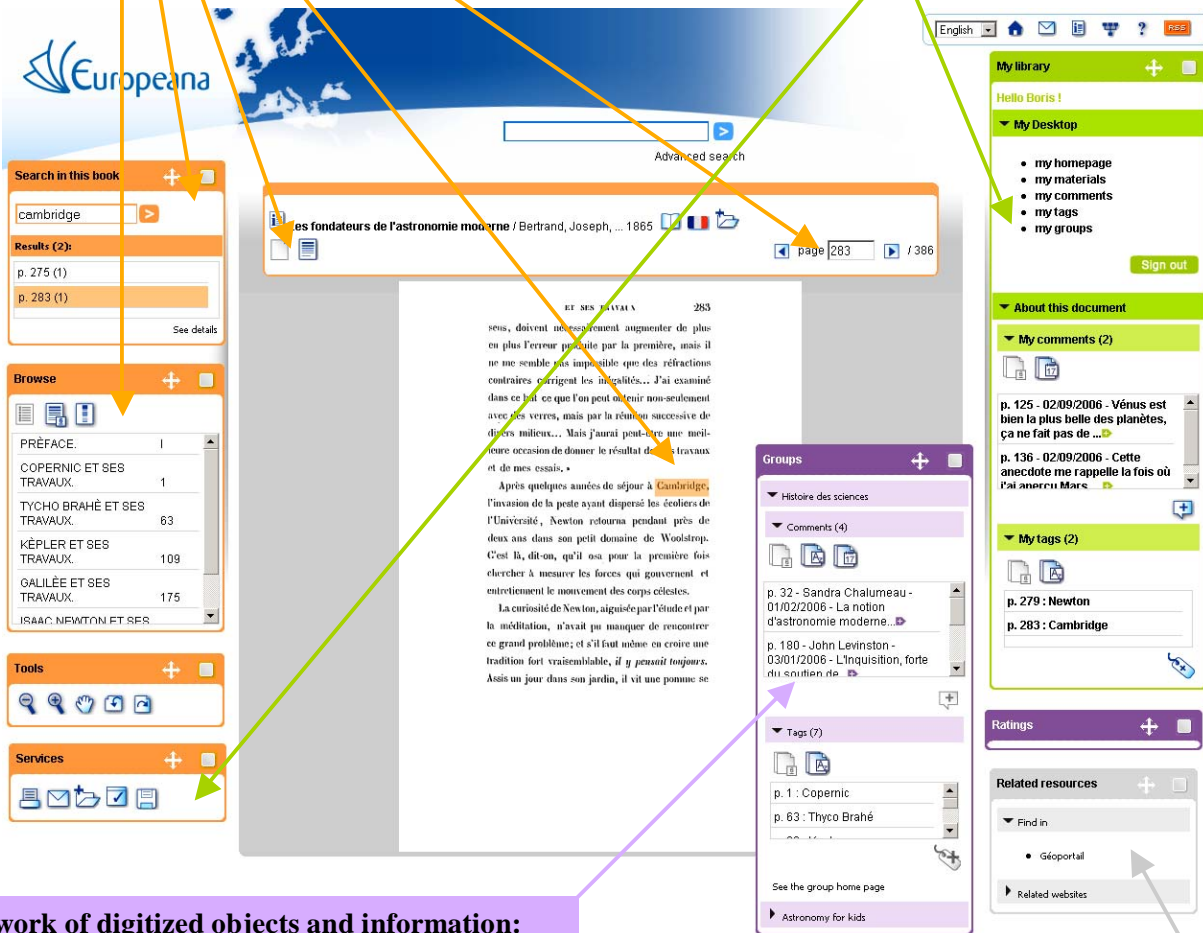 Europeana
English
RSS
Advanced search
Search in this book
cambridge
Results (2):
p. 275 (1)
p. 283 (1)
See details
Browse
PRÈFACE. I
COPERNIC ET SES
TRAVAUX. 1
TYCHO BRAHÈ ET SES
TRAVAUX. 63
KÈPLER ET SES
TRAVAUX. 109
GALILÈE ET SES
TRAVAUX. 175
ISAAC NEWTON ET SES
Tools
Services
Les fondateurs de l'astronomie moderne / Bertrand, Joseph, ... 1865
page 283 / 386
ET SES TRAVAUX 283
sens, doivent nécessairement augmenter de plus
en plus l'erreur produite par la première, mais il
ne me semble pas impossible que des réfractions
contraires corrigent les inégalités... J'ai examiné
dans ce but ce que l'on peut obtenir non-seulement
avec des verres, mais par la réunion successive de
divers milieux... Mais j'aurai peut-être une meil-
leure occasion de donner le résultat de mes travaux
et de mes essais. »
Après quelques années de séjour à Cambridge,
l'invasion de la peste ayant dispersé les écoliers de
l'Université, Newton retourna pendant près de
deux ans dans son petit domaine de Woolstrop.
C'est là, dit-on, qu'il osa pour la première fois
chercher à mesurer les forces qui gouvernent et
entretiennent le mouvement des corps célestes.
La curiosité de Newton, aiguisée par l'étude et par
la méditation, n'avait pu manquer de rencontrer
ce grand problème; et s'il faut même en croire une
tradition fort vraisemblable, il y pensait toujours.
Assis un jour dans son jardin, il vit une pomme se
Groups
Histoire des sciences
Comments (4)
p. 32 - Sandra Chalumeau -
01/02/2006 - La notion
d'astronomie moderne...
p. 180 - John Levinston -
03/01/2006 - L'Inquisition, forte
du soutien de
Tags (7)
p. 1 : Copernic
p. 63 : Thyco Brahé
See the group home page
Astronomy for kids
My library
Hello Boris !
My Desktop
my homepage
my materials
my comments
my tags
my groups
Sign out
About this document
My comments (2)
p. 125 - 02/09/2006 - Vénus est
bien la plus belle des planètes,
ça ne fait pas de ...
p. 136 - 02/09/2006 - Cette
anecdote me rappelle la fois où
j'ai aperçu Mars
My tags (2)
p. 279 : Newton
p. 283 : Cambridge
Ratings
Related resources
Find in
Géoportail
Related websites
work of digitized objects and information: